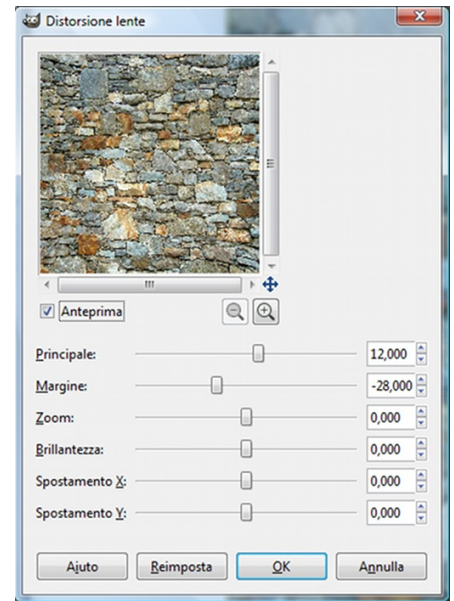 Distorsione lente
Anteprima
Principale: 12,000
Margine: -28,000
Zoom: 0,000
Brillantezza: 0,000
Spostamento X: 0,000
Spostamento Y: 0,000
Aiuto Reimposta OK Annulla